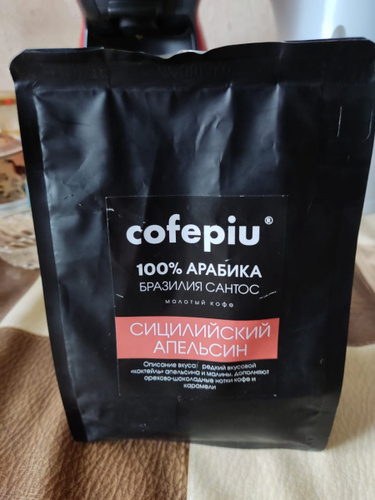 cofepiu®
100% АРАБИКА
БРАЗИЛИЯ САНТОС
молотый кофе
СИЦИЛИЙСКИЙ
АПЕЛЬСИН
Описание вкуса: редкий вкусовой
«коктейль» апельсина и малины, дополняют
орехово-шоколадные нотки кофе и
карамели